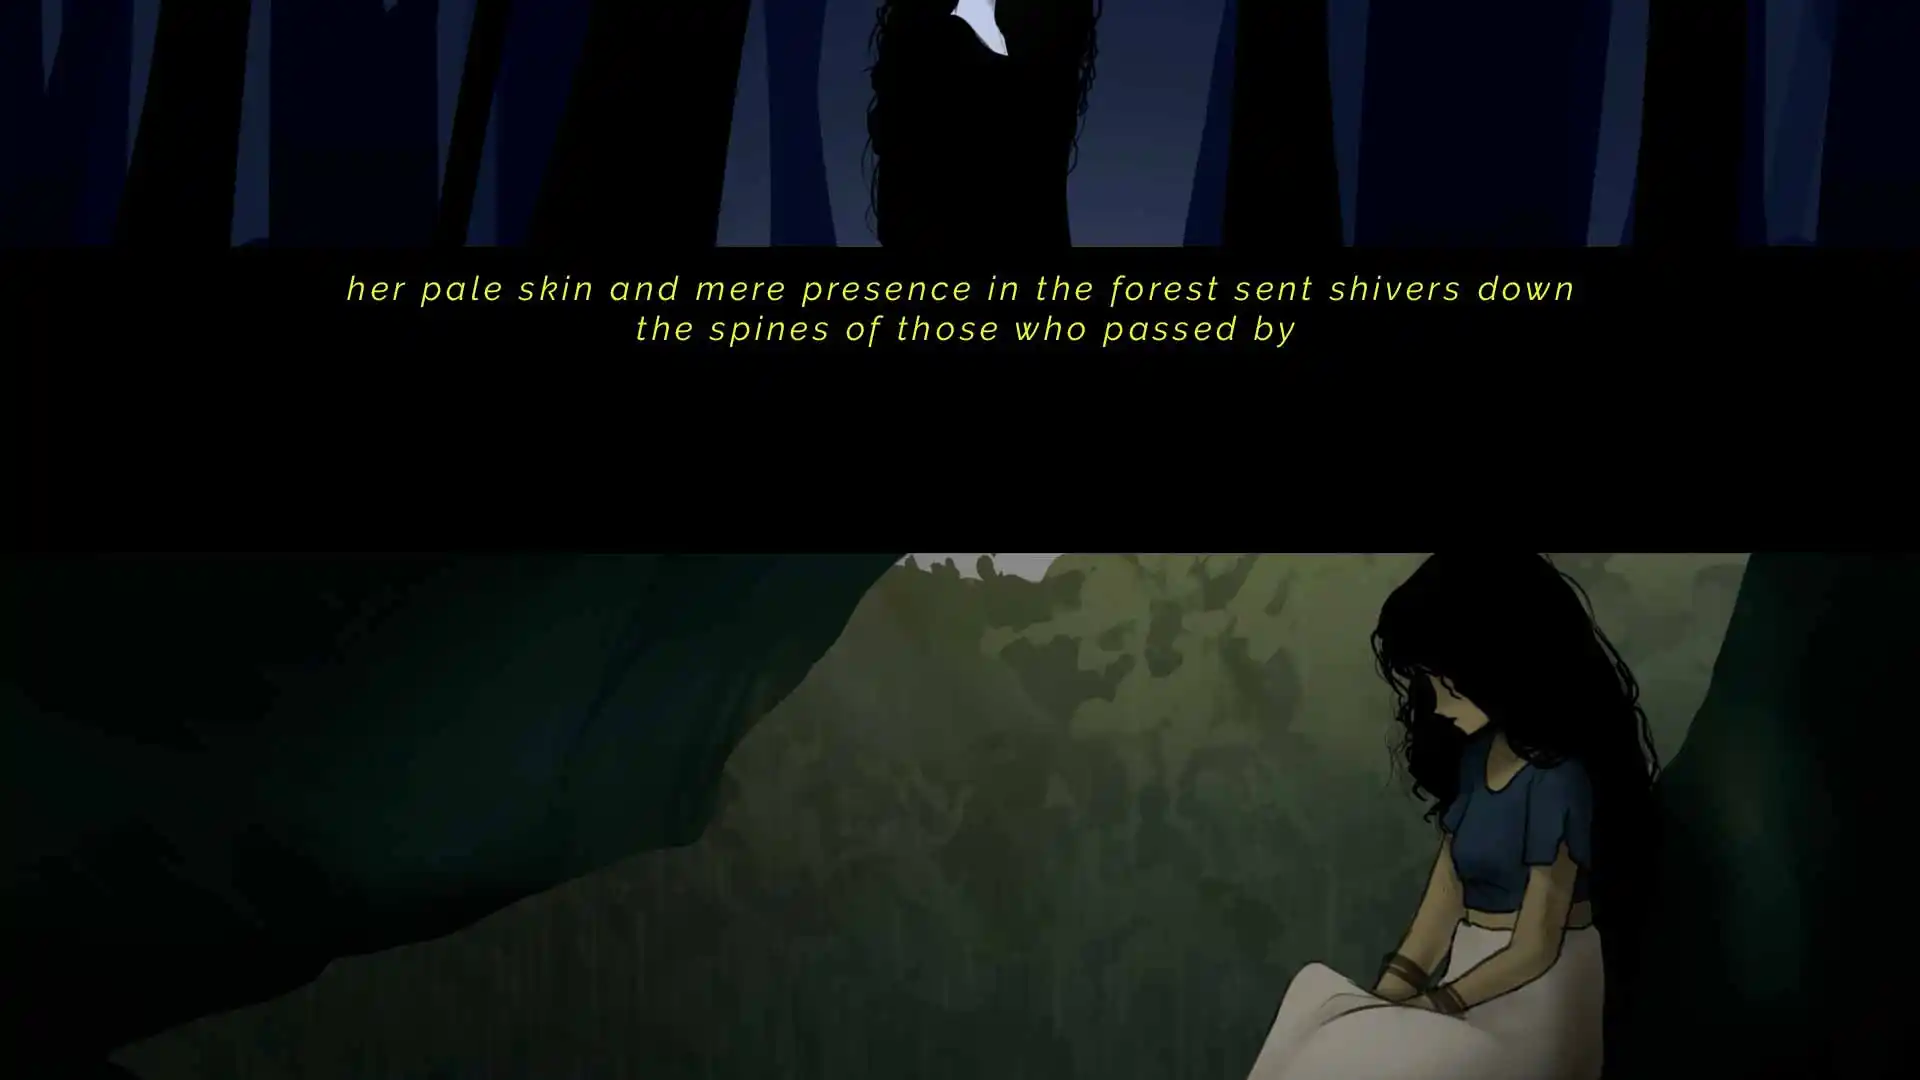 her pale skin and mere presence in the forest sent shivers down
the spines of those who passed by